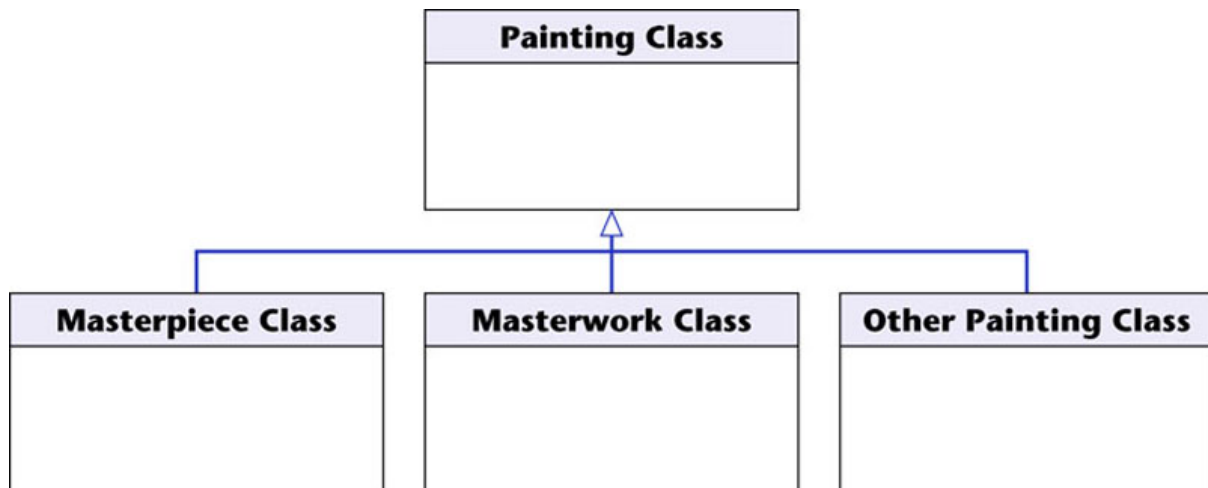 Painting Class
Masterpiece Class
Masterwork Class
Other Painting Class